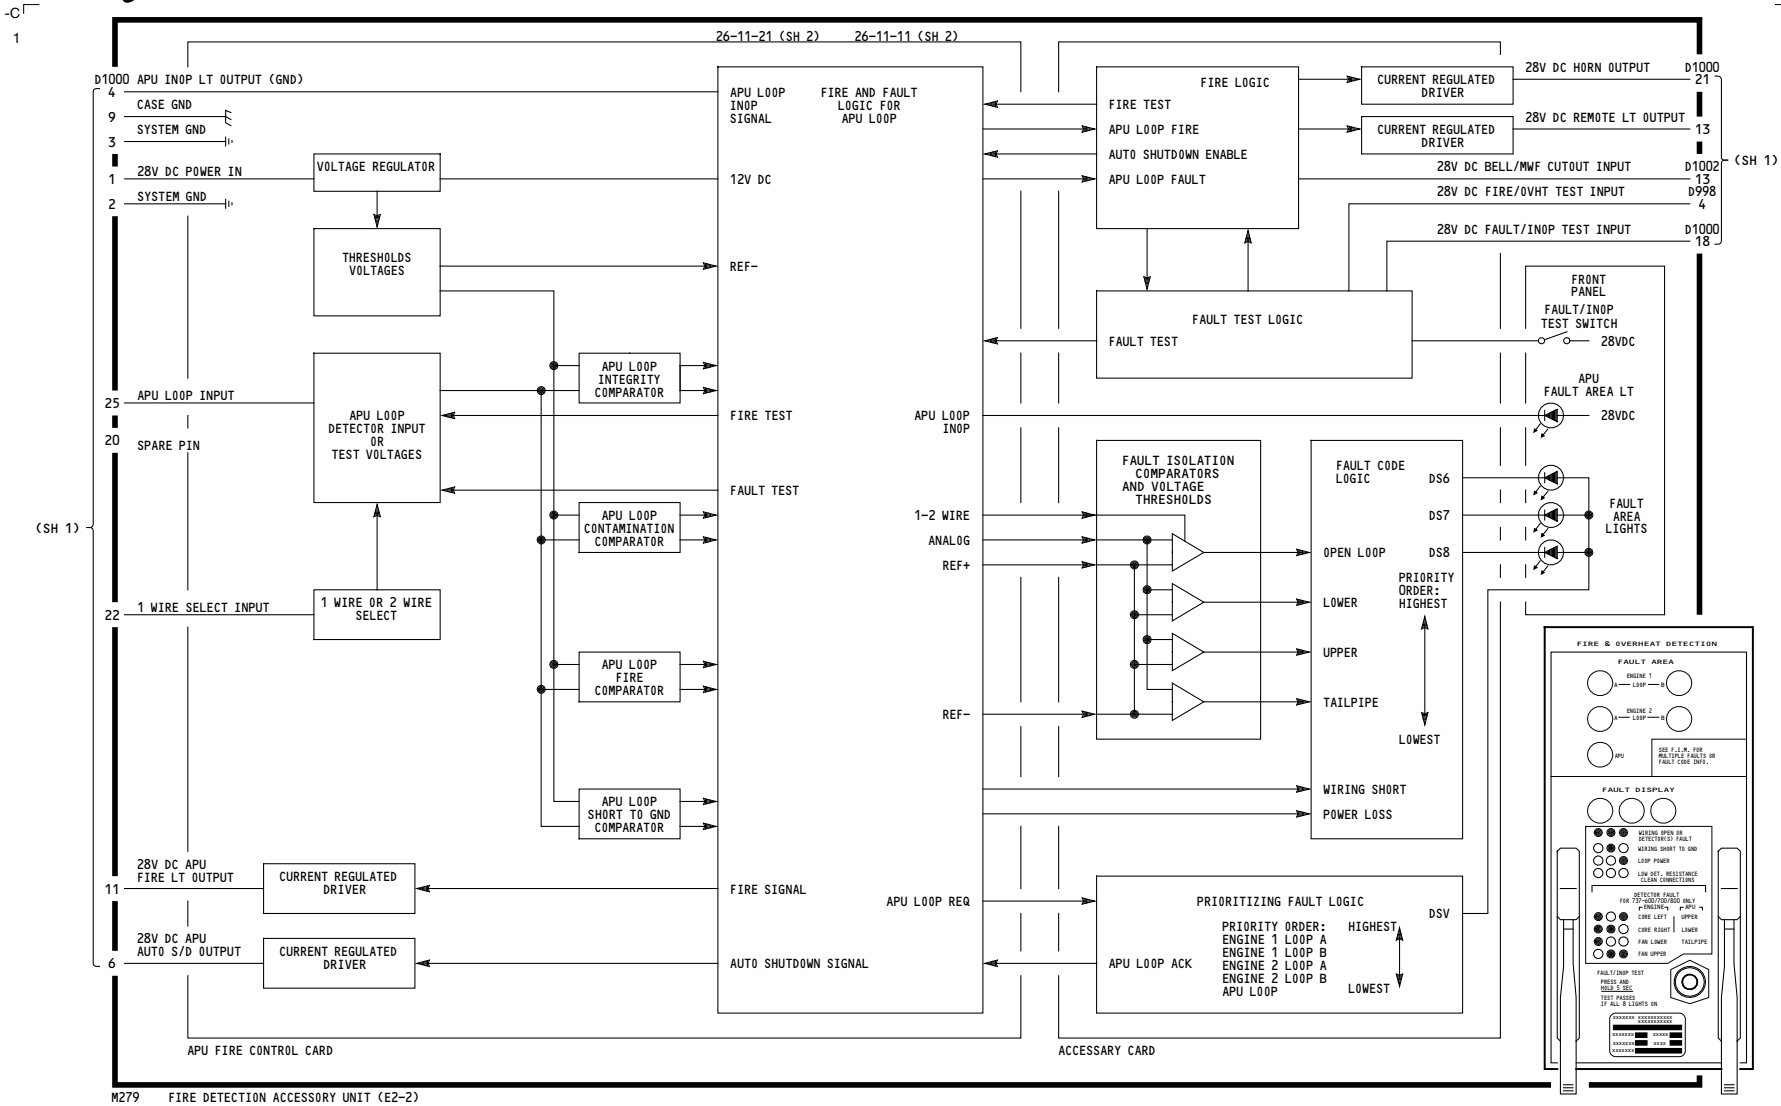 -C
1
26-11-21 (SH 2)
26-11-11 (SH 2)
D1000 APU INOP LT OUTPUT (GND)
4
CASE GND
9
SYSTEM GND
3
28V DC POWER IN
1
SYSTEM GND
2
APU LOOP INPUT
25
20
SPARE PIN
(SH 1)
1 WIRE SELECT INPUT
22
28V DC APU
FIRE LT OUTPUT
11
28V DC APU
AUTO S/D OUTPUT
6
VOLTAGE REGULATOR
THRESHOLDS
VOLTAGES
APU LOOP
DETECTOR INPUT
OR
TEST VOLTAGES
1 WIRE OR 2 WIRE
SELECT
CURRENT REGULATED
DRIVER
CURRENT REGULATED
DRIVER
APU LOOP
INTEGRITY
COMPARATOR
APU LOOP
CONTAMINATION
COMPARATOR
APU LOOP
FIRE
COMPARATOR
APU LOOP
SHORT TO GND
COMPARATOR
APU LOOP
INOP
SIGNAL
FIRE AND FAULT
LOGIC FOR
APU LOOP
12V DC
REF-
FIRE TEST
FAULT TEST
FIRE SIGNAL
AUTO SHUTDOWN SIGNAL
APU LOOP
INOP
1-2 WIRE
ANALOG
REF+
REF-
APU LOOP REQ
APU FIRE CONTROL CARD
FIRE LOGIC
FIRE TEST
APU LOOP FIRE
AUTO SHUTDOWN ENABLE
APU LOOP FAULT
CURRENT REGULATED
DRIVER
CURRENT REGULATED
DRIVER
28V DC HORN OUTPUT
D1000
21
28V DC REMOTE LT OUTPUT
13
28V DC BELL/MWF CUTOUT INPUT
D1002
13
28V DC FIRE/OVHT TEST INPUT
D998
4
28V DC FAULT/INOP TEST INPUT
D1000
18
(SH 1)
FAULT TEST LOGIC
FAULT TEST
FRONT
PANEL
FAULT/INOP
TEST SWITCH
28VDC
APU
FAULT AREA LT
28VDC
FAULT
AREA
LIGHTS
FAULT ISOLATION
COMPARATORS
AND VOLTAGE
THRESHOLDS
FAULT CODE
LOGIC
DS6
DS7
DS8
OPEN LOOP
PRIORITY
ORDER:
HIGHEST
LOWER
UPPER
TAILPIPE
LOWEST
WIRING SHORT
POWER LOSS
PRIORITIZING FAULT LOGIC
DSV
PRIORITY ORDER:
ENGINE 1 LOOP A
ENGINE 1 LOOP B
ENGINE 2 LOOP A
ENGINE 2 LOOP B
APU LOOP
HIGHEST
LOWEST
APU LOOP ACK
ACCESSARY CARD
FIRE & OVERHEAT DETECTION
FAULT AREA
ENGINE 1
A LOOP B
ENGINE 2
A LOOP B
APU
SEE F.I.M. FOR
MULTIPLE FAULTS OR
FAULT CODE INFO.
FAULT DISPLAY
WIRING OPEN OR
DETECTOR(S) FAULT
WIRING SHORT TO GND
LOOP POWER
LOW DET. RESISTANCE
CLEAN CONNECTIONS
DETECTOR FAULT
FOR 737-600/700/800 ONLY
ENGINE APU
CORE LEFT UPPER
CORE RIGHT LOWER
FAN LOWER TAILPIPE
FAN UPPER
FAULT/INOP TEST
PRESS AND
HOLD 5 SEC
TEST PASSES
IF ALL 8 LIGHTS ON
XXXXXXX XXXXXXXXXXX
XXXXXXXXXXX
XXXXXXX XXXXX
XXXXXXX XXXX
XXXXXXX
M279 FIRE DETECTION ACCESSORY UNIT (E2-2)